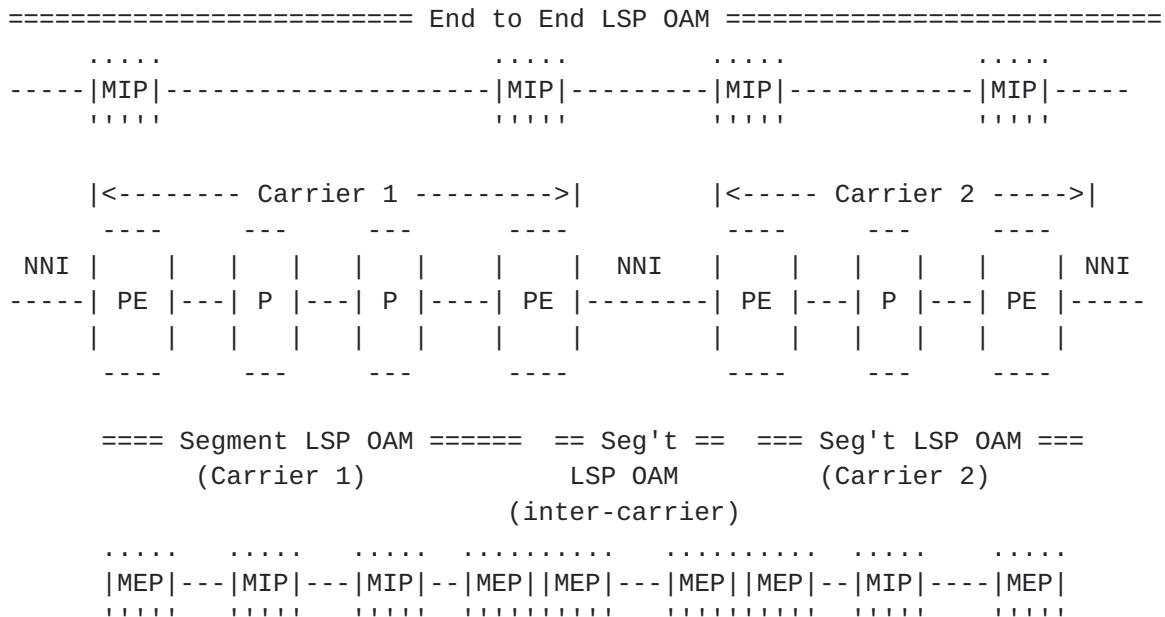 ========================== End to End LSP OAM ============================
     .....                     .....         .....            .....
-----|MIP|---------------------|MIP|---------|MIP|------------|MIP|-----
     '''''                     '''''         '''''            '''''

     |<-------- Carrier 1 --------->|        |<----- Carrier 2 ----->|
      ----     ---     ---      ----          ----     ---     ----
 NNI |    |   |   |   |   |    |    |  NNI   |    |   |   |   |    | NNI
-----| PE |---| P |---| P |----| PE |--------| PE |---| P |---| PE |-----
     |    |   |   |   |   |    |    |        |    |   |   |   |    |
      ----     ---     ---      ----          ----     ---     ----

      ==== Segment LSP OAM ======  == Seg't ==  === Seg't LSP OAM ===
            (Carrier 1)             LSP OAM         (Carrier 2)
                                (inter-carrier)
      .....   .....   .....  ..........   ..........  .....    .....
      |MEP|---|MIP|---|MIP|--|MEP||MEP|---|MEP||MEP|--|MIP|----|MEP|
      '''''   '''''   '''''  ''''''''''   ''''''''''  '''''    '''''